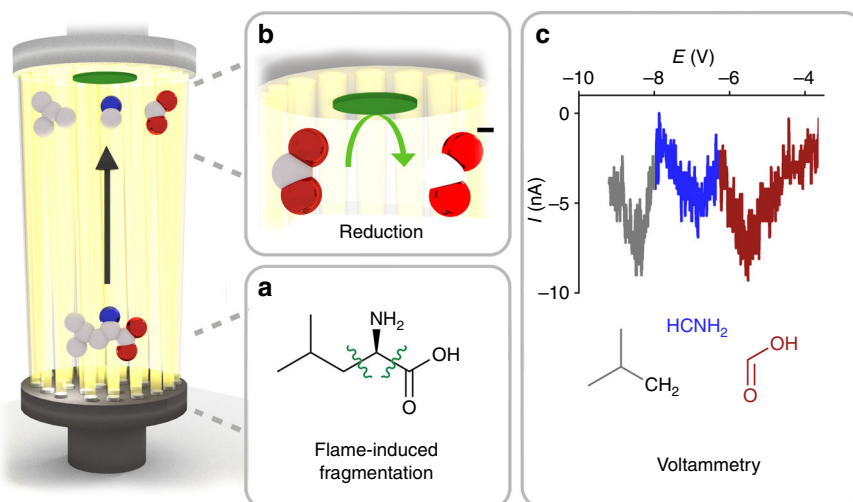 b
Reduction
a
NH₂
OH
O
Flame-induced
fragmentation
c
E (V)
−10 −8 −6 −4
0
−5
−10
I (nA)
HCNH₂
CH₂
OH
O
Voltammetry